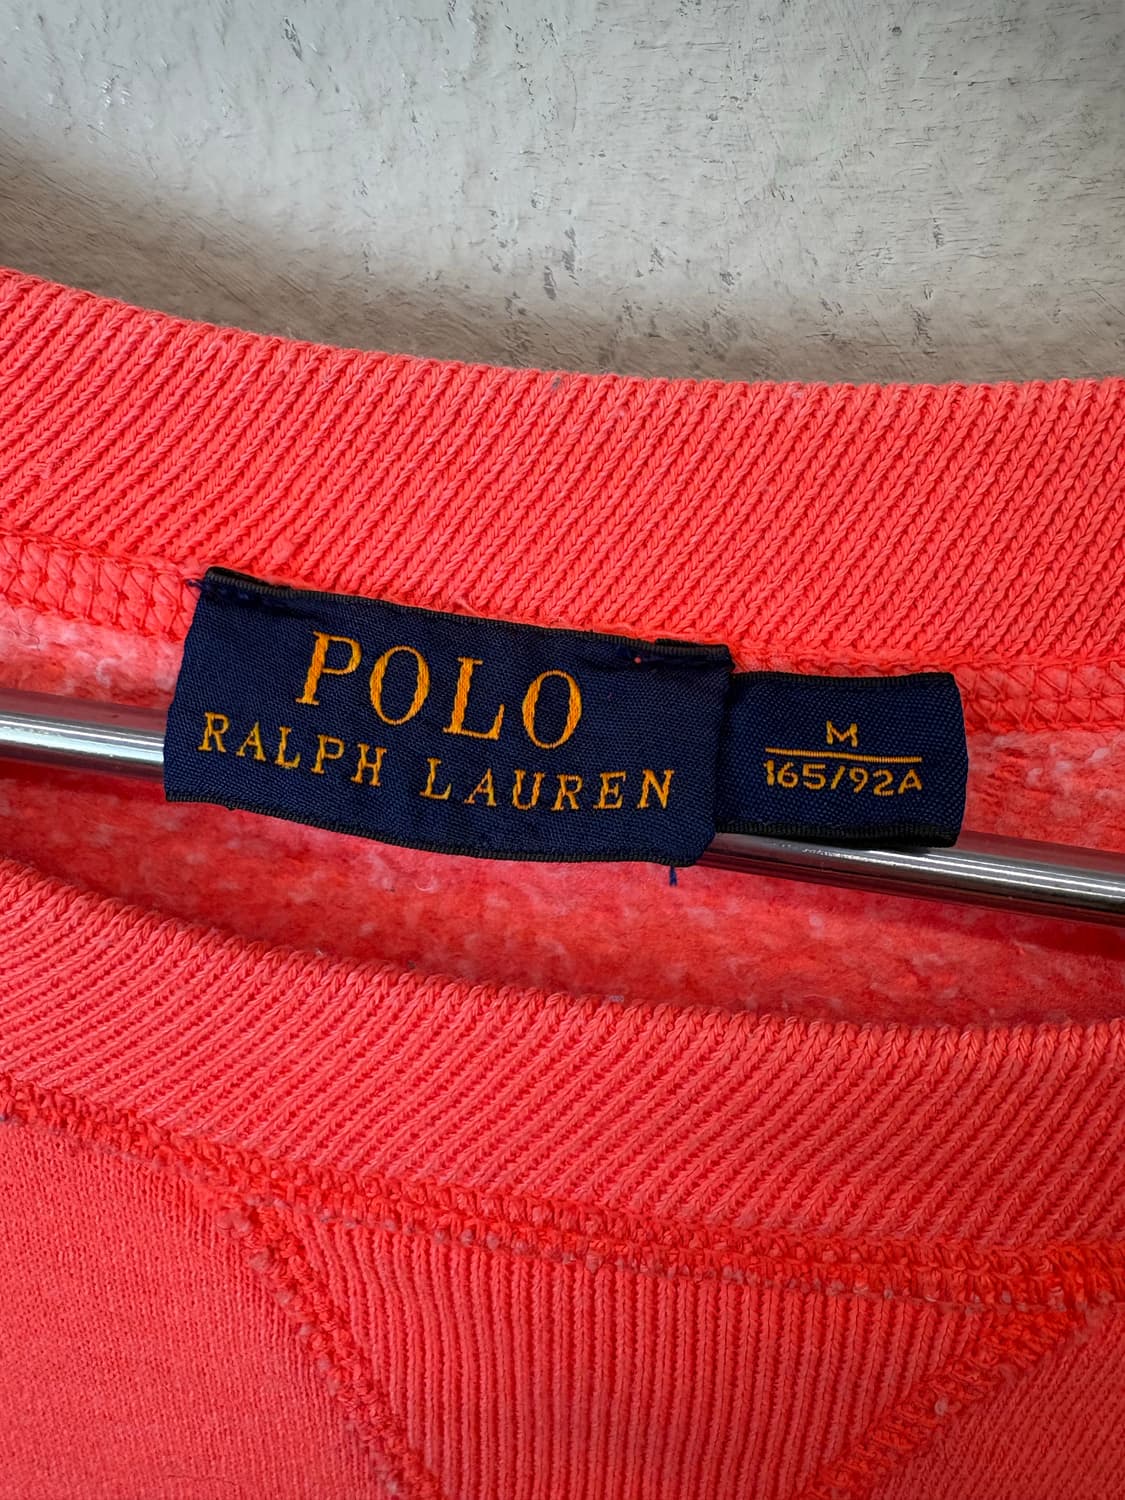 POLO
RALPH LAUREN
M
165/92A